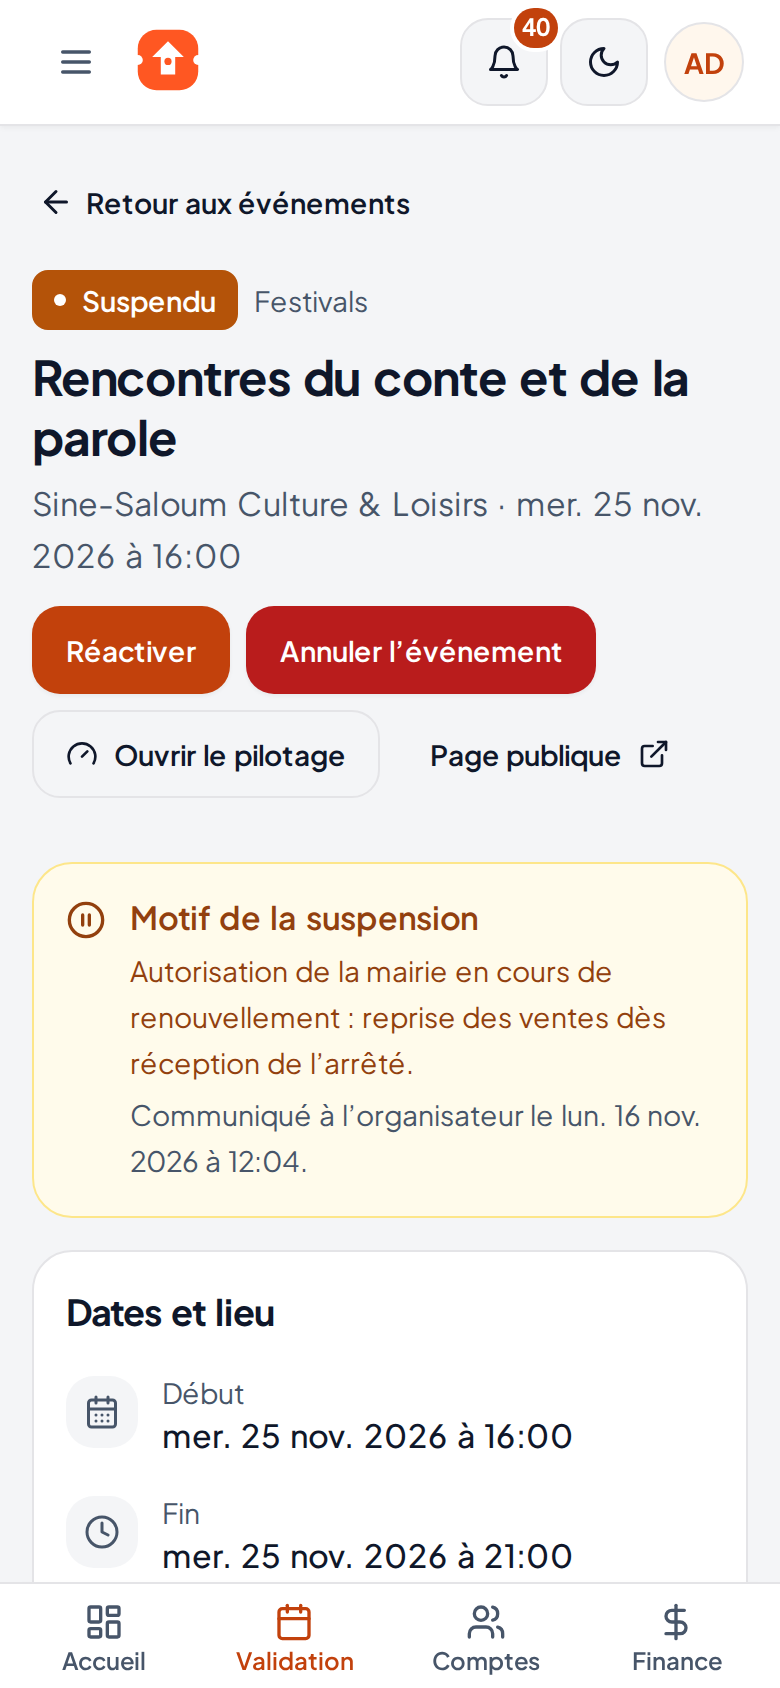 40
AD
Retour aux événements
Suspendu Festivals
Rencontres du conte et de la
parole
Sine-Saloum Culture & Loisirs · mer. 25 nov.
2026 à 16:00
Réactiver Annuler l’événement
Ouvrir le pilotage Page publique
Motif de la suspension
Autorisation de la mairie en cours de
renouvellement : reprise des ventes dès
réception de l’arrêté.
Communiqué à l’organisateur le lun. 16 nov.
2026 à 12:04.
Dates et lieu
Début
mer. 25 nov. 2026 à 16:00
Fin
mer. 25 nov. 2026 à 21:00
Accueil Validation Comptes Finance